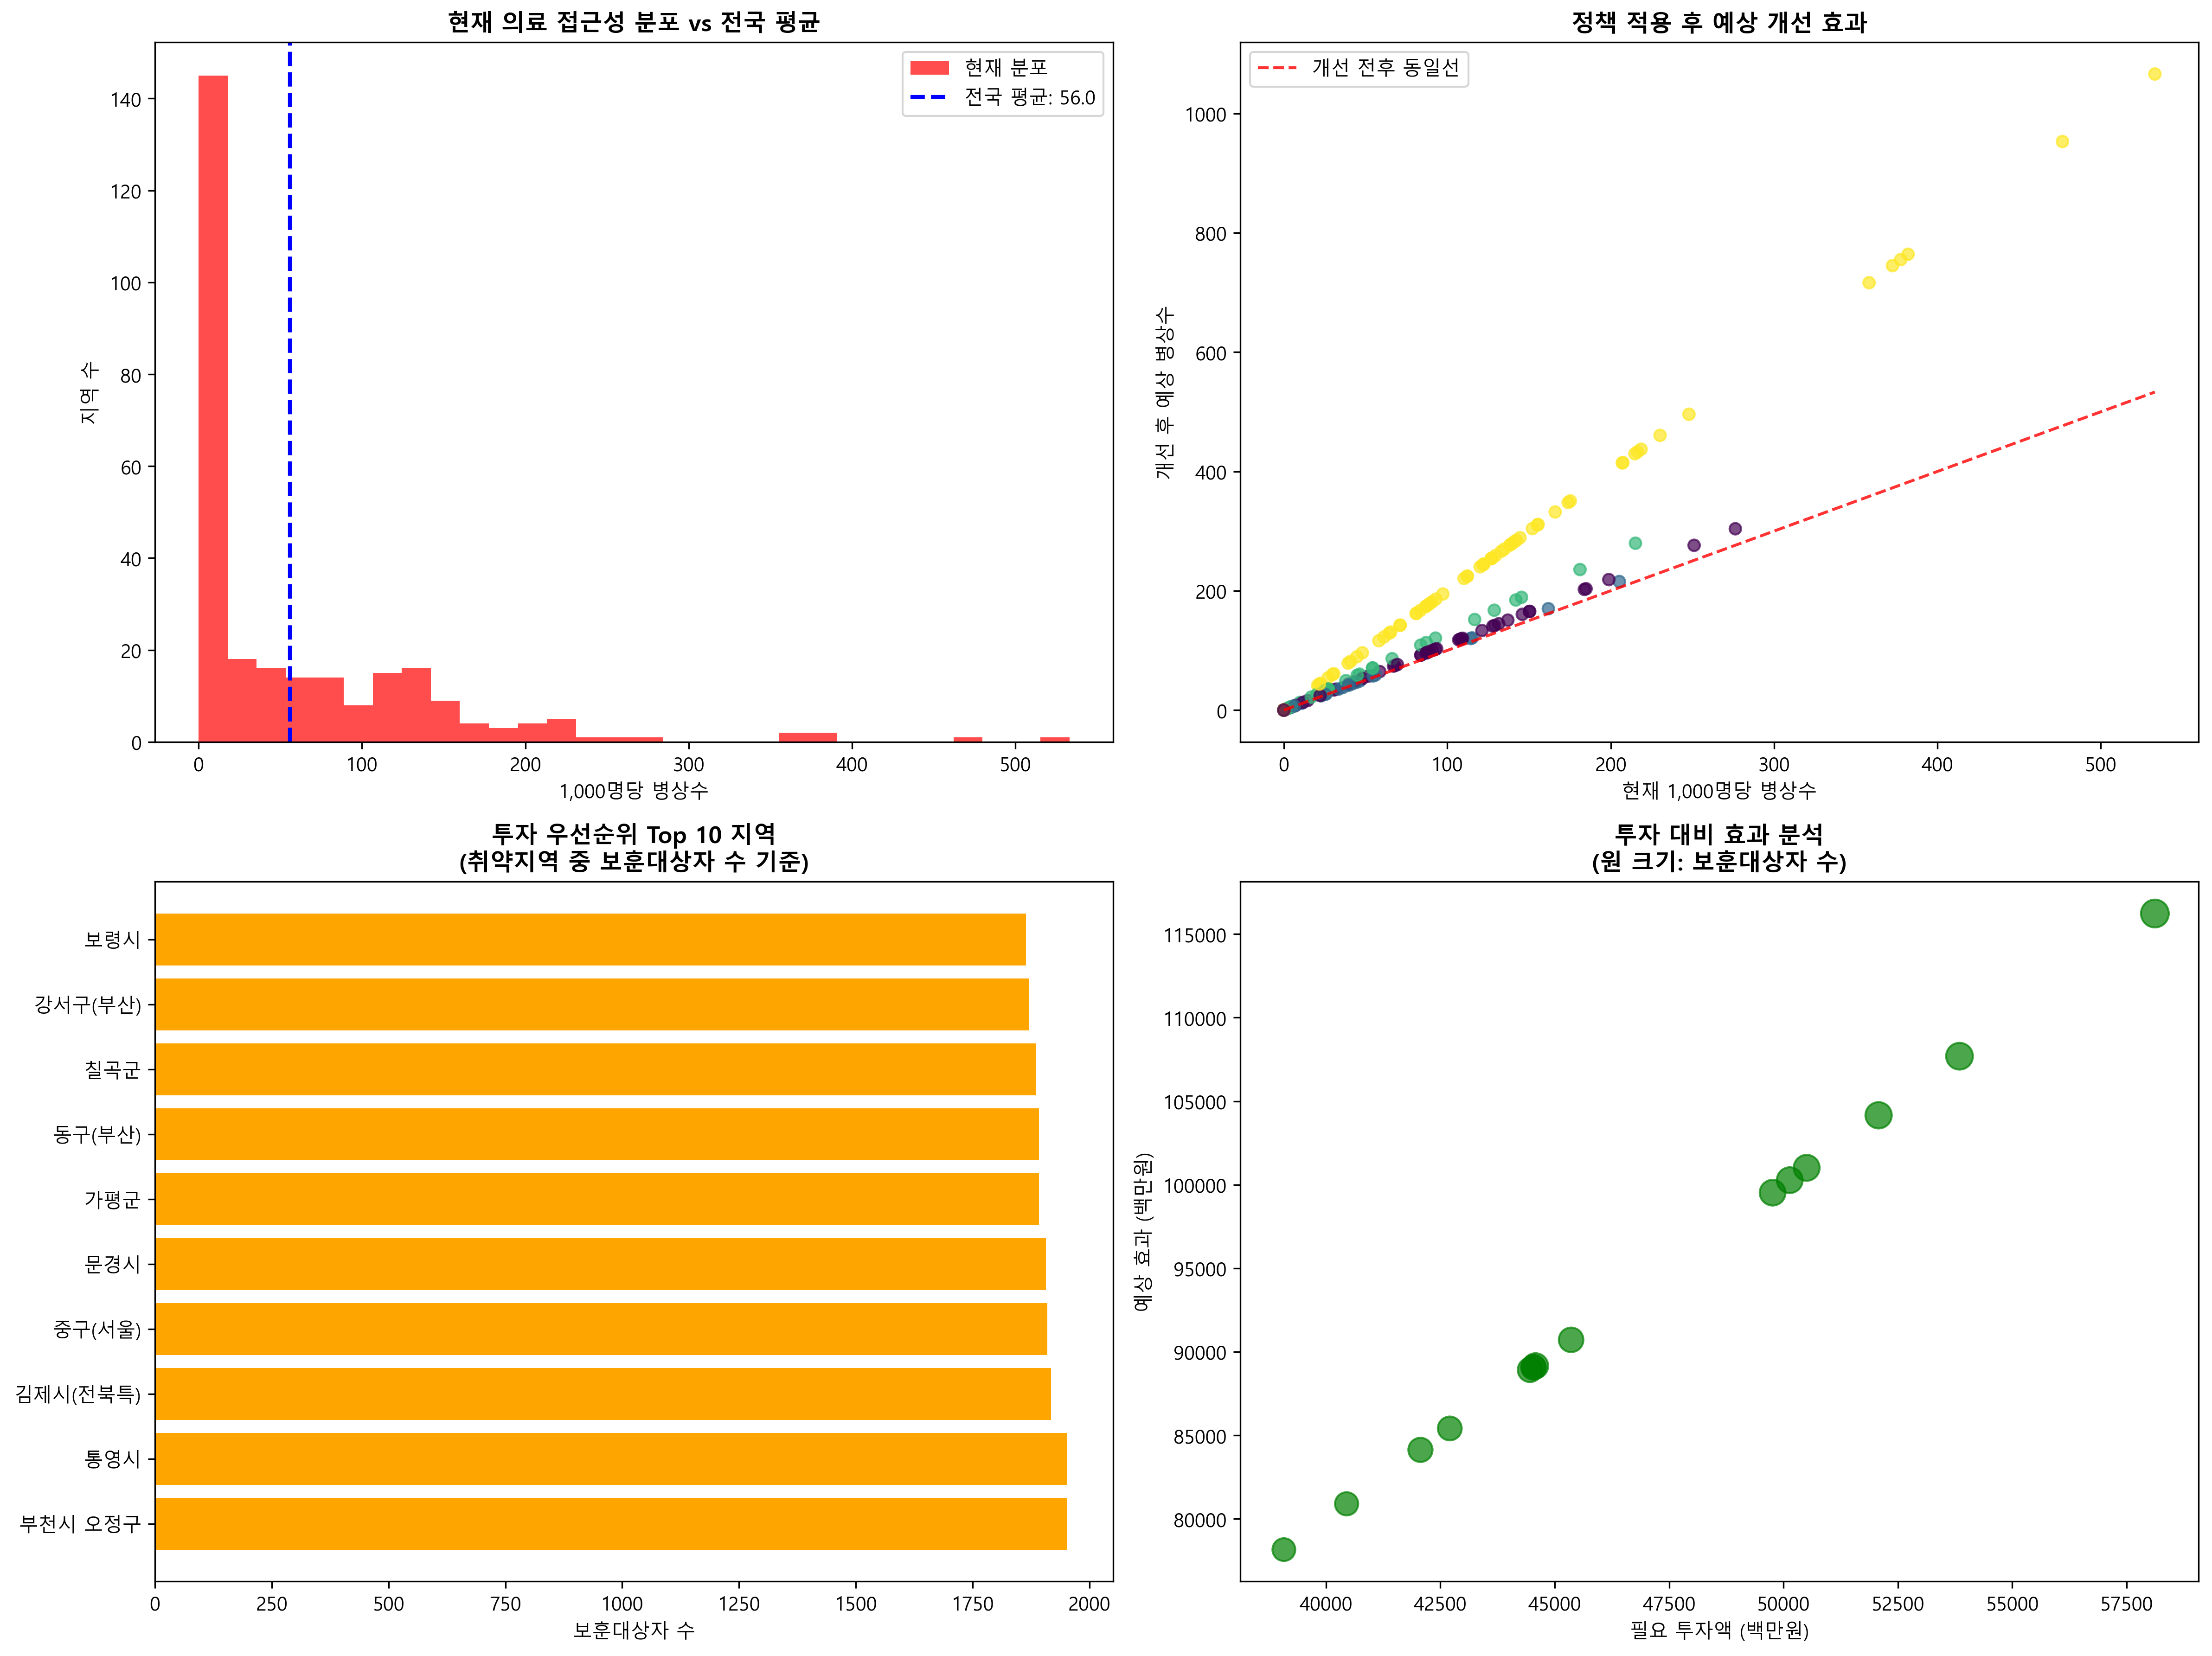 현재 의료 접근성 분포 vs 전국 평균
현재 분포
전국 평균: 56.0
지역 수
140
120
100
80
60
40
20
0
0 100 200 300 400 500
1,000명당 병상수
정책 적용 후 예상 개선 효과
개선 전후 동일선
개선 후 예상 병상수
1000
800
600
400
200
0
0 100 200 300 400 500
현재 1,000명당 병상수
투자 우선순위 Top 10 지역
(취약지역 중 보훈대상자 수 기준)
보령시
강서구(부산)
칠곡군
동구(부산)
가평군
문경시
중구(서울)
김제시(전북특)
통영시
부천시 오정구
0 250 500 750 1000 1250 1500 1750 2000
보훈대상자 수
투자 대비 효과 분석
(원 크기: 보훈대상자 수)
예상 효과 (백만원)
115000
110000
105000
100000
95000
90000
85000
80000
40000 42500 45000 47500 50000 52500 55000 57500
필요 투자액 (백만원)